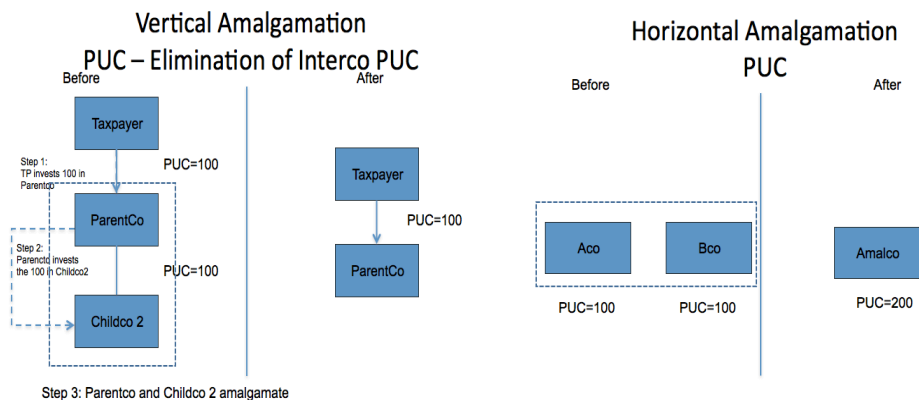 Vertical Amalgamation
PUC – Elimination of Interco PUC
Before
After
Taxpayer
Step 1:
TP invests 100 in
Parentco
PUC=100
ParentCo
Step 2:
Parenctc invests
the 100 in Childco2
PUC=100
Childco 2
Step 3: Parentco and Childco 2 amalgamate
Taxpayer
PUC=100
ParentCo
Horizontal Amalgamation
PUC
Before
After
Aco
Bco
PUC=100
PUC=100
Amalco
PUC=200